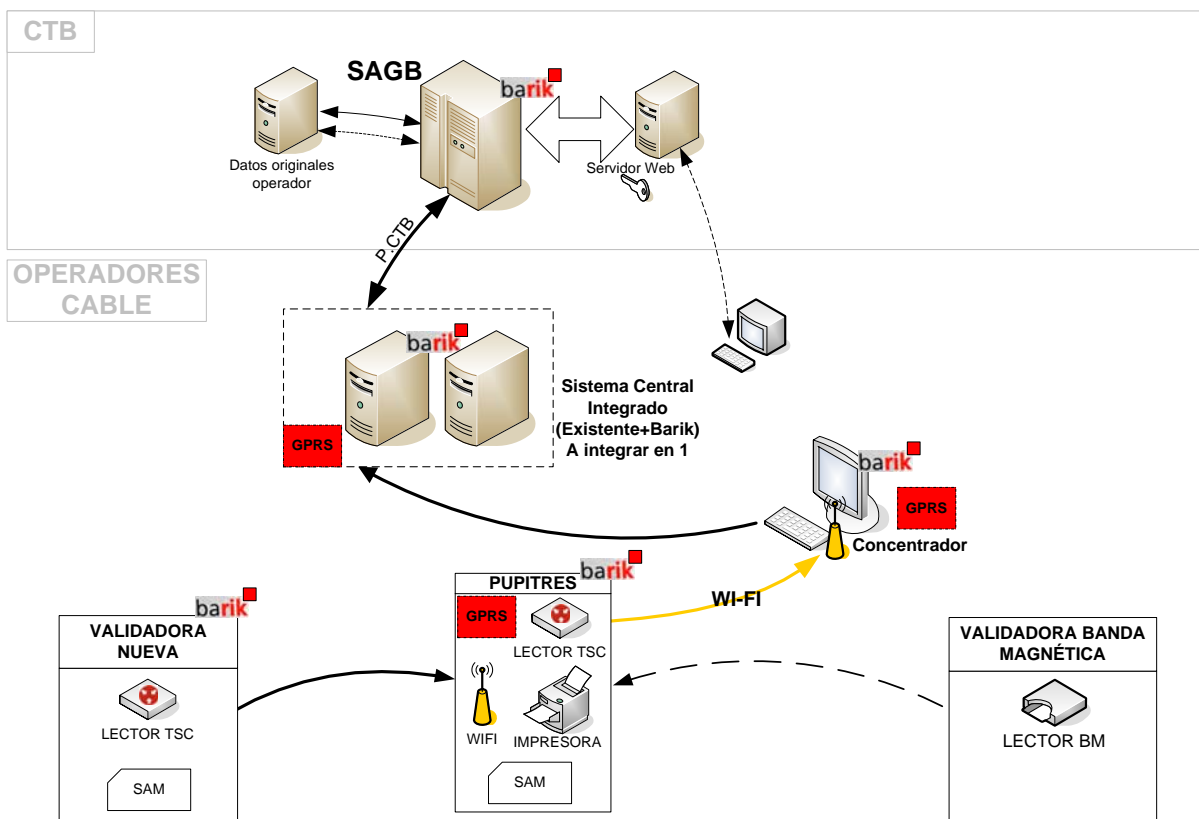 CTB
SAGB
barik
Datos originales
operador
Servidor Web
P.CTB
OPERADORES
CABLE
barik
GPRS
Sistema Central
Integrado
(Existente+Barik)
A integrar en 1
barik
GPRS
Concentrador
barik
PUPITRES
GPRS
LECTOR TSC
WIFI
IMPRESORA
SAM
WI-FI
barik
VALIDADORA
NUEVA
LECTOR TSC
SAM
VALIDADORA BANDA
MAGNÉTICA
LECTOR BM